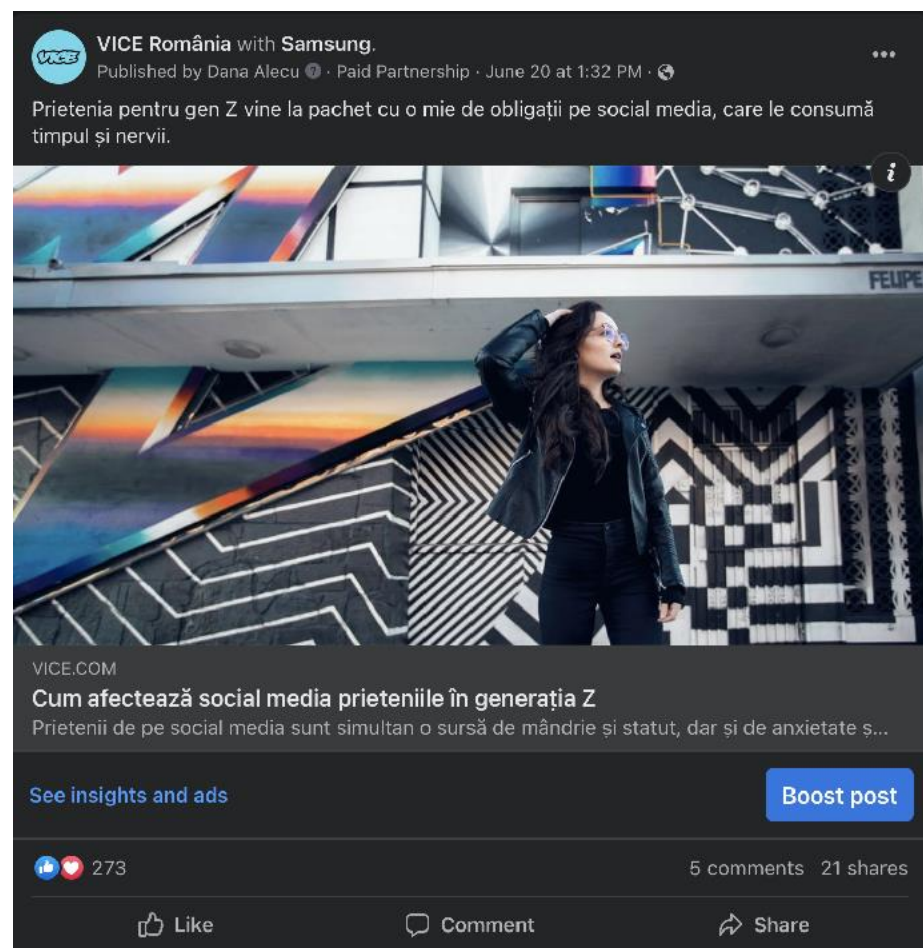 VICE
VICE România with Samsung.
Published by Dana Alecu · Paid Partnership · June 20 at 1:32 PM ·
Prietenia pentru gen Z vine la pachet cu o mie de obligații pe social media, care le consumă
timpul și nervii.
FELIPE
VICE.COM
Cum afectează social media prieteniile în generația Z
Prietenii de pe social media sunt simultan o sursă de mândrie și statut, dar și de anxietate ș...
See insights and ads
Boost post
273
5 comments 21 shares
Like
Comment
Share